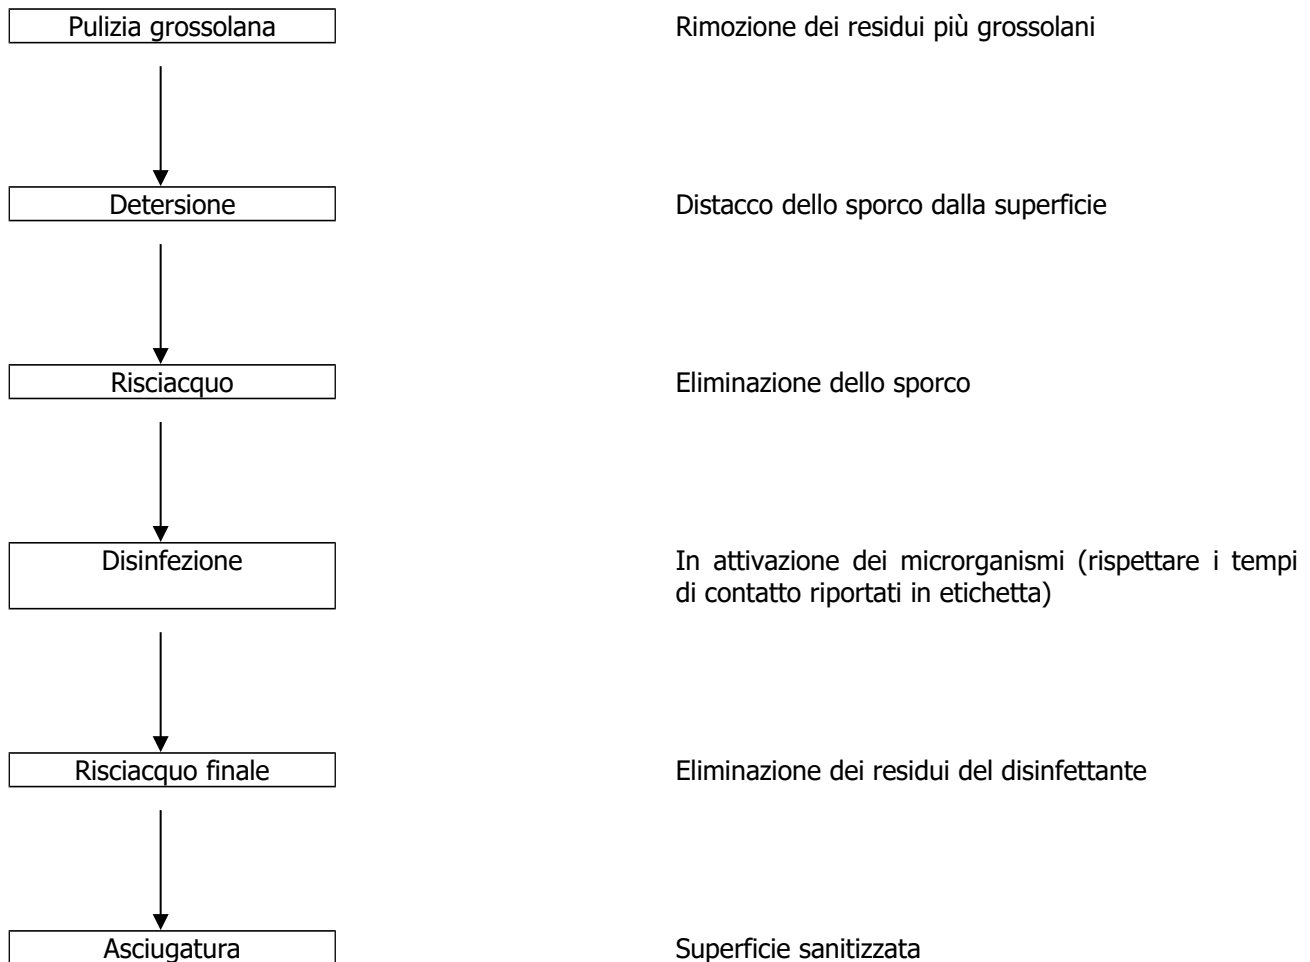 Pulizia grossolana
Rimozione dei residui più grossolani
Detersione
Distacco dello sporco dalla superficie
Risciacquo
Eliminazione dello sporco
Disinfezione
In attivazione dei microrganismi (rispettare i tempi
di contatto riportati in etichetta)
Risciacquo finale
Eliminazione dei residui del disinfettante
Asciugatura
Superficie sanitizzata